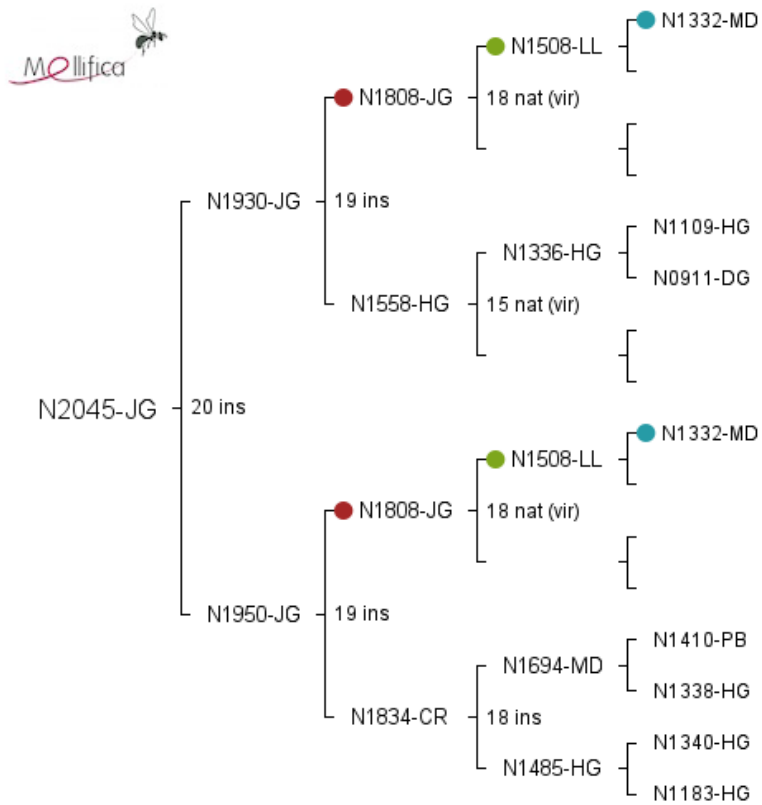 Mellifica
N1332-MD
N1508-LL
N1808-JG
18 nat (vir)
N1930-JG
19 ins
N1109-HG
N1336-HG
N0911-DG
N1558-HG
15 nat (vir)
N2045-JG
20 ins
N1332-MD
N1508-LL
N1808-JG
18 nat (vir)
N1950-JG
19 ins
N1410-PB
N1694-MD
N1338-HG
N1834-CR
18 ins
N1340-HG
N1485-HG
N1183-HG